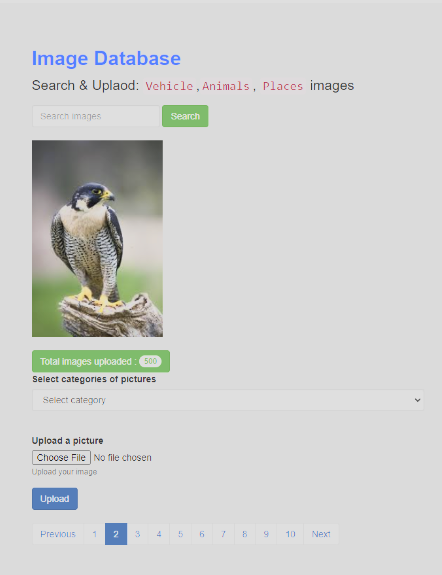 Image Database
Search & Uplaod: Vehicle , Animals , Places images
Search images Search
Total images uploaded : 500
Select categories of pictures
Select category
Upload a picture
Choose File No file chosen
Upload your image
Upload
Previous 1 2 3 4 5 6 7 8 9 10 Next